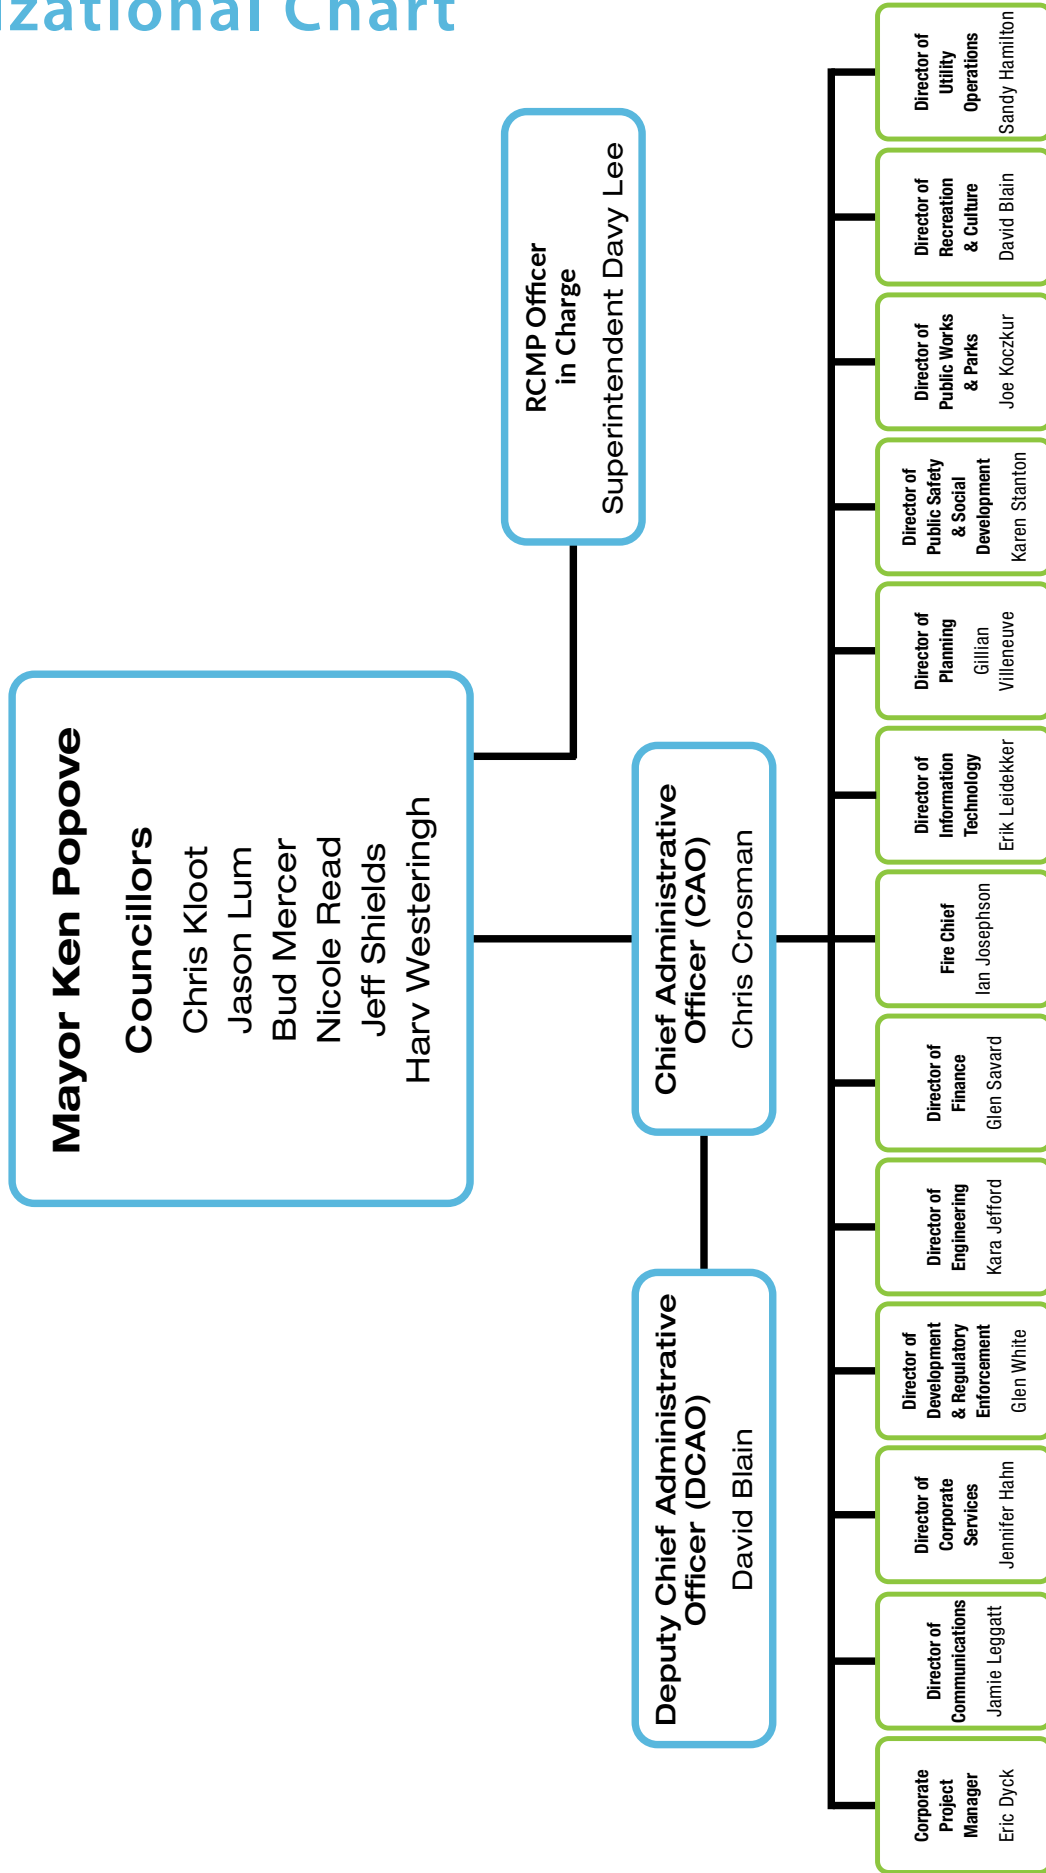 izational Chart
Mayor Ken Popove
Councillors
Chris Kloot
Jason Lum
Bud Mercer
Nicole Read
Jeff Shields
Harv Westeringh
RCMP Officer
in Charge
Superintendent Davy Lee
Deputy Chief Administrative
Officer (DCAO)
David Blain
Chief Administrative
Officer (CAO)
Chris Crosman
Corporate
Project
Manager
Eric Dyck
Director of
Communications
Jamie Leggatt
Director of
Corporate
Services
Jennifer Hahn
Director of
Development
& Regulatory
Enforcement
Glen White
Director of
Engineering
Kara Jefford
Director of
Finance
Glen Savard
Fire Chief
Ian Josephson
Director of
Information
Technology
Erik Leidekker
Director of
Planning
Gillian
Villeneuve
Director of
Public Safety
& Social
Development
Karen Stanton
Director of
Public Works
& Parks
Joe Koczkur
Director of
Recreation
& Culture
David Blain
Director of
Utility
Operations
Sandy Hamilton